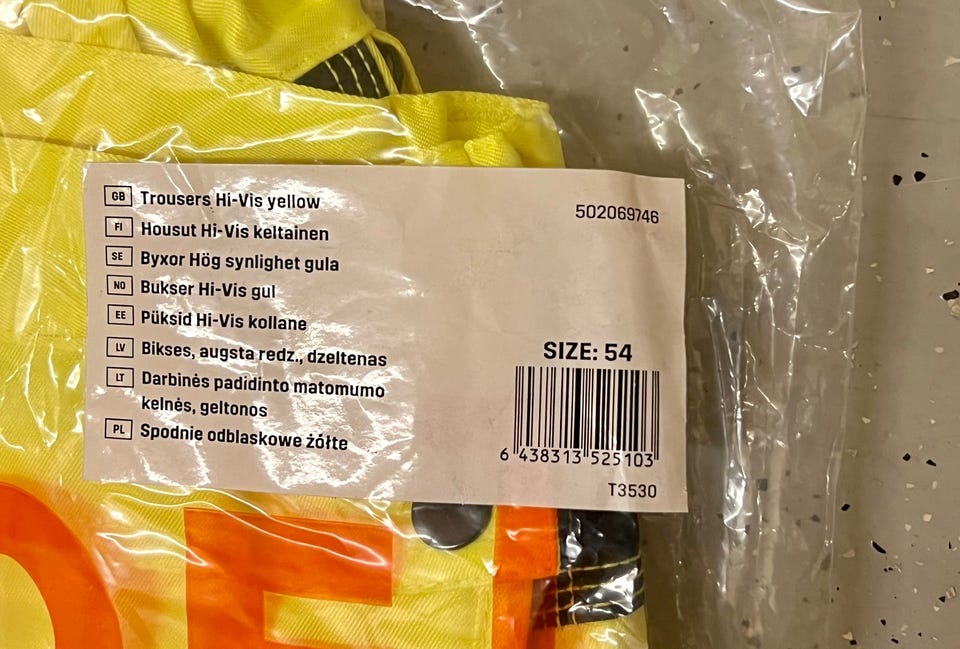 GB Trousers Hi-Vis yellow
502069746
FI Housut Hi-Vis keltainen
SE Byxor Hög synlighet gula
NO Bukser Hi-Vis gul
EE Püksid Hi-Vis kollane
LV Bikses, augsta redz., dzeltenas
LT Darbinės padidinto matomumo
kelnės, geltonos
PL Spodnie odblaskowe żółte
SIZE: 54
6 438313 525103
T3530